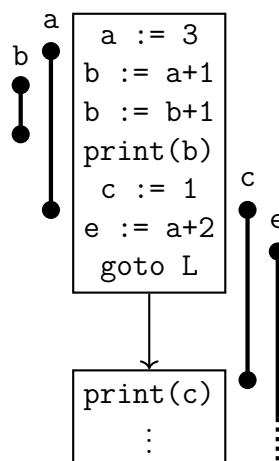 a
b
a := 3
b := a+1
b := b+1
print(b)
c := 1
e := a+2
goto L
c
e
print(c)
⋮